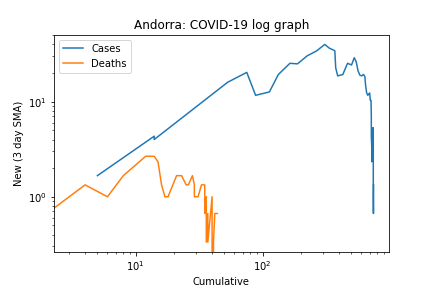 Andorra: COVID-19 log graph
Cases
Deaths
New (3 day SMA)
10¹
10⁰
10¹
10²
Cumulative